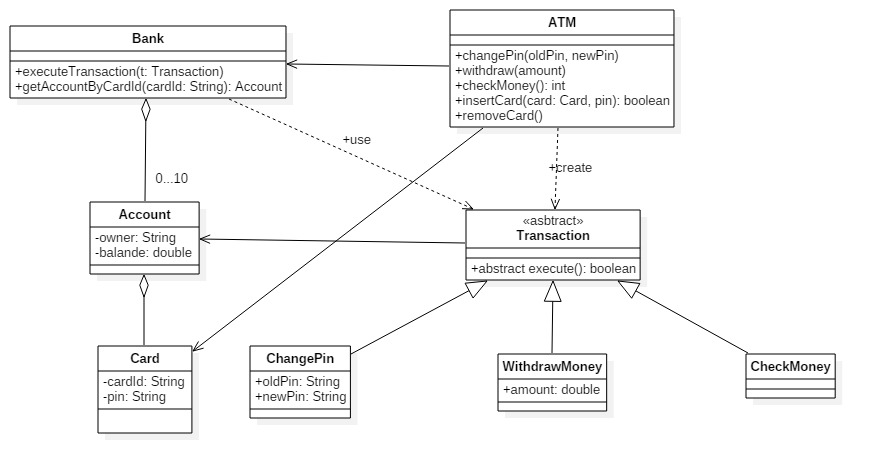 Bank
+executeTransaction(t: Transaction)
+getAccountByCardId(cardId: String): Account
ATM
+changePin(oldPin, newPin)
+withdraw(amount)
+checkMoney(): int
+insertCard(card: Card, pin): boolean
+removeCard()
+use
+create
0...10
Account
-owner: String
-balande: double
«asbtract»
Transaction
+abstract execute(): boolean
Card
-cardId: String
-pin: String
ChangePin
+oldPin: String
+newPin: String
WithdrawMoney
+amount: double
CheckMoney